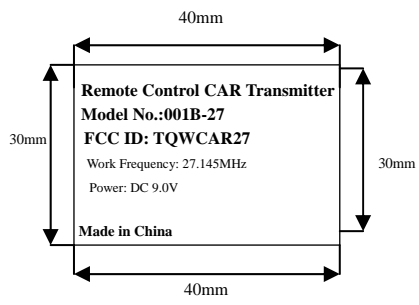 40mm
Remote Control CAR Transmitter
Model No.:001B-27
FCC ID: TQWCAR27
30mm
30mm
Work Frequency: 27.145MHz
Power: DC 9.0V
Made in China
40mm